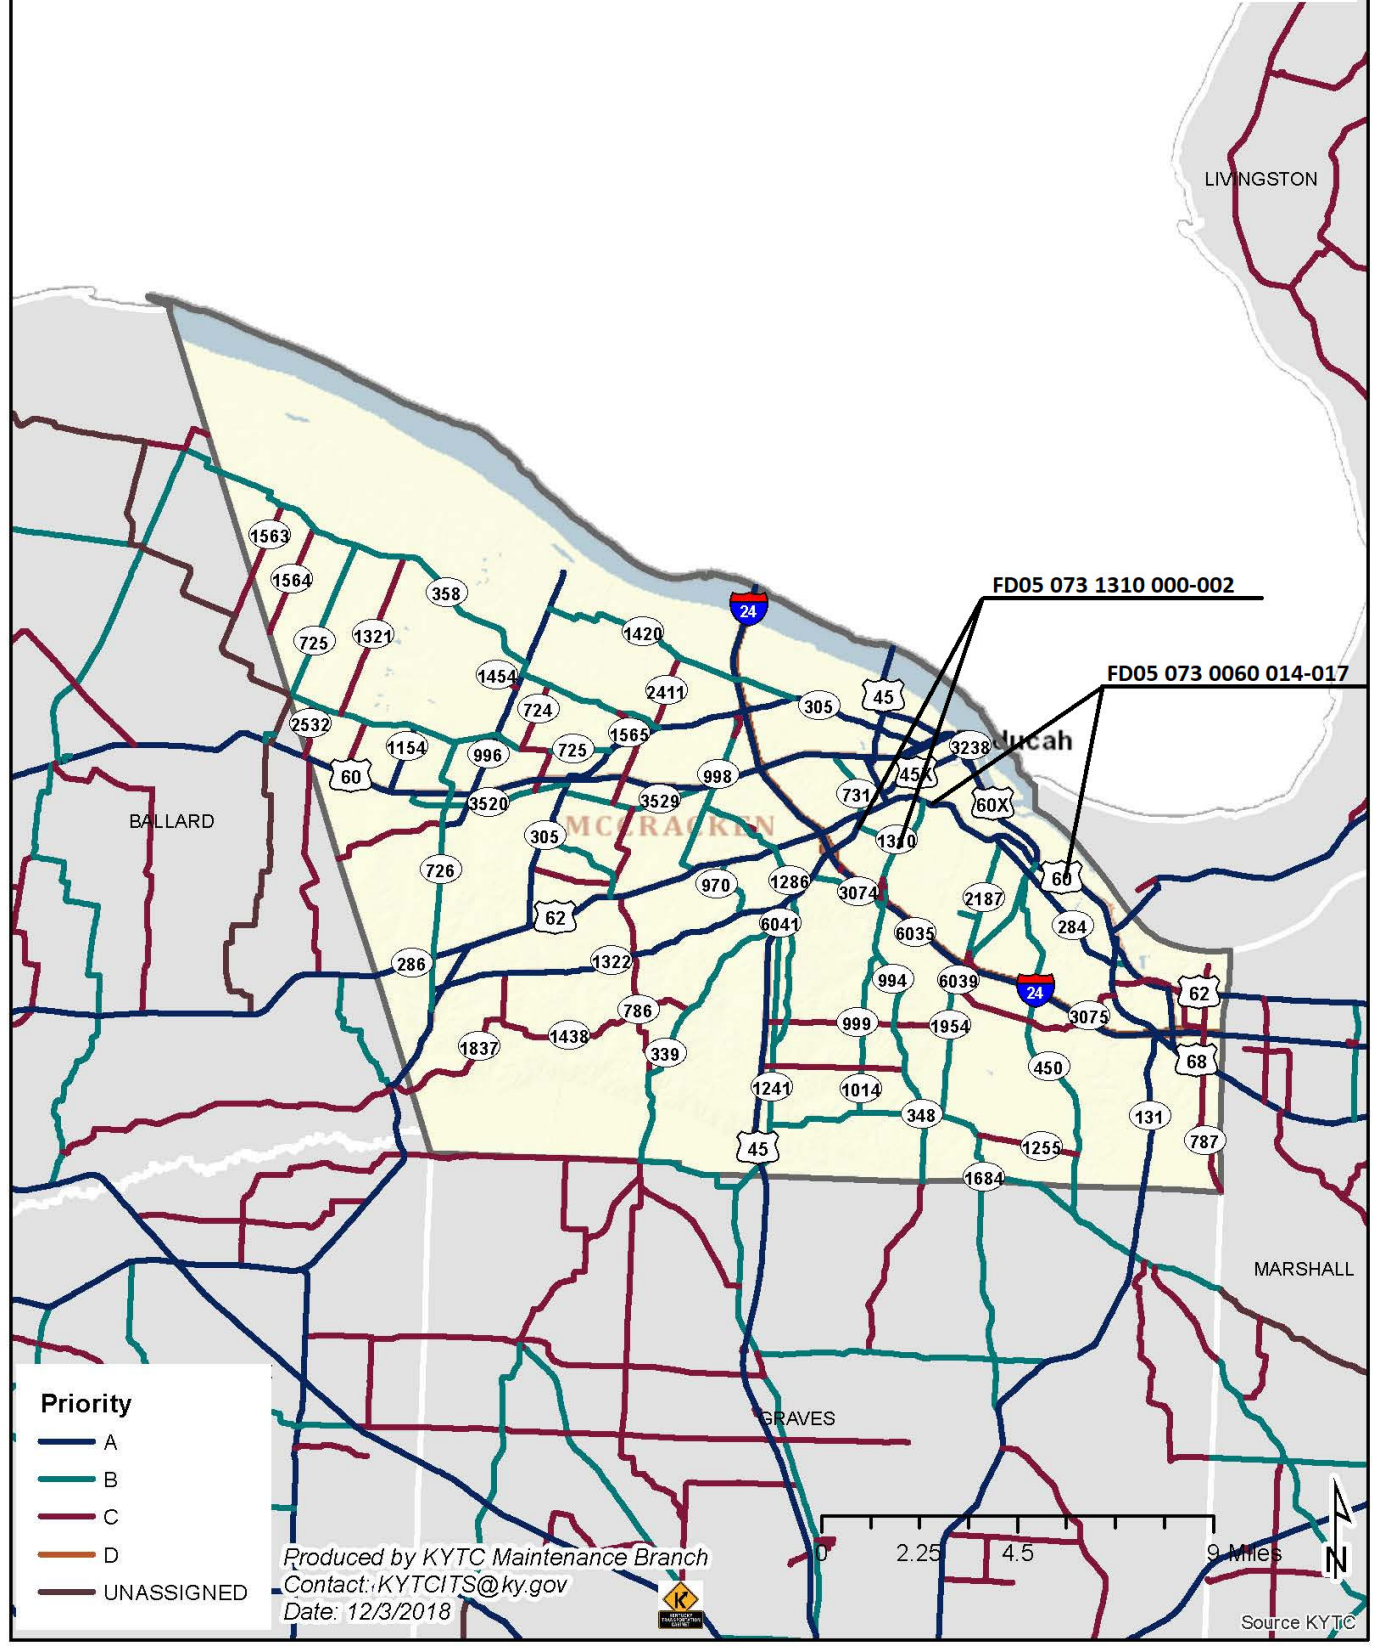 LIVINGSTON
1563
1564
358
FD05 073 1310 000-002
24
725
1321
1420
1454
2411
FD05 073 0060 014-017
45
305
724
2532
1154
996
725
1565
3238
ducah
60
998
45X
3520
3529
731
60X
BALLARD
MCCRACKEN
305
1310
726
970
1286
3074
60
2187
62
6041
6035
284
286
1322
994
6039
24
62
786
999
1954
3075
1837
1438
339
450
68
1241
1014
348
131
45
1255
787
1684
MARSHALL
GRAVES
Priority
A
B
C
D
UNASSIGNED
Produced by KYTC Maintenance Branch
Contact: KYTCITS@ky.gov
Date: 12/3/2018
0 2.25 4.5 9 Miles
N
Source KYTC